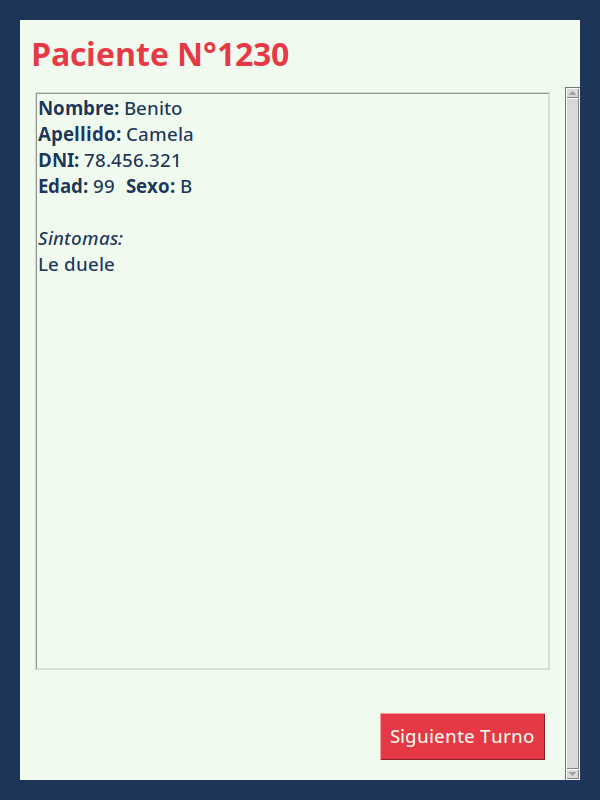 Paciente N°1230
Nombre: Benito
Apellido: Camela
DNI: 78.456.321
Edad: 99 Sexo: B
Sintomas:
Le duele
Siguiente Turno